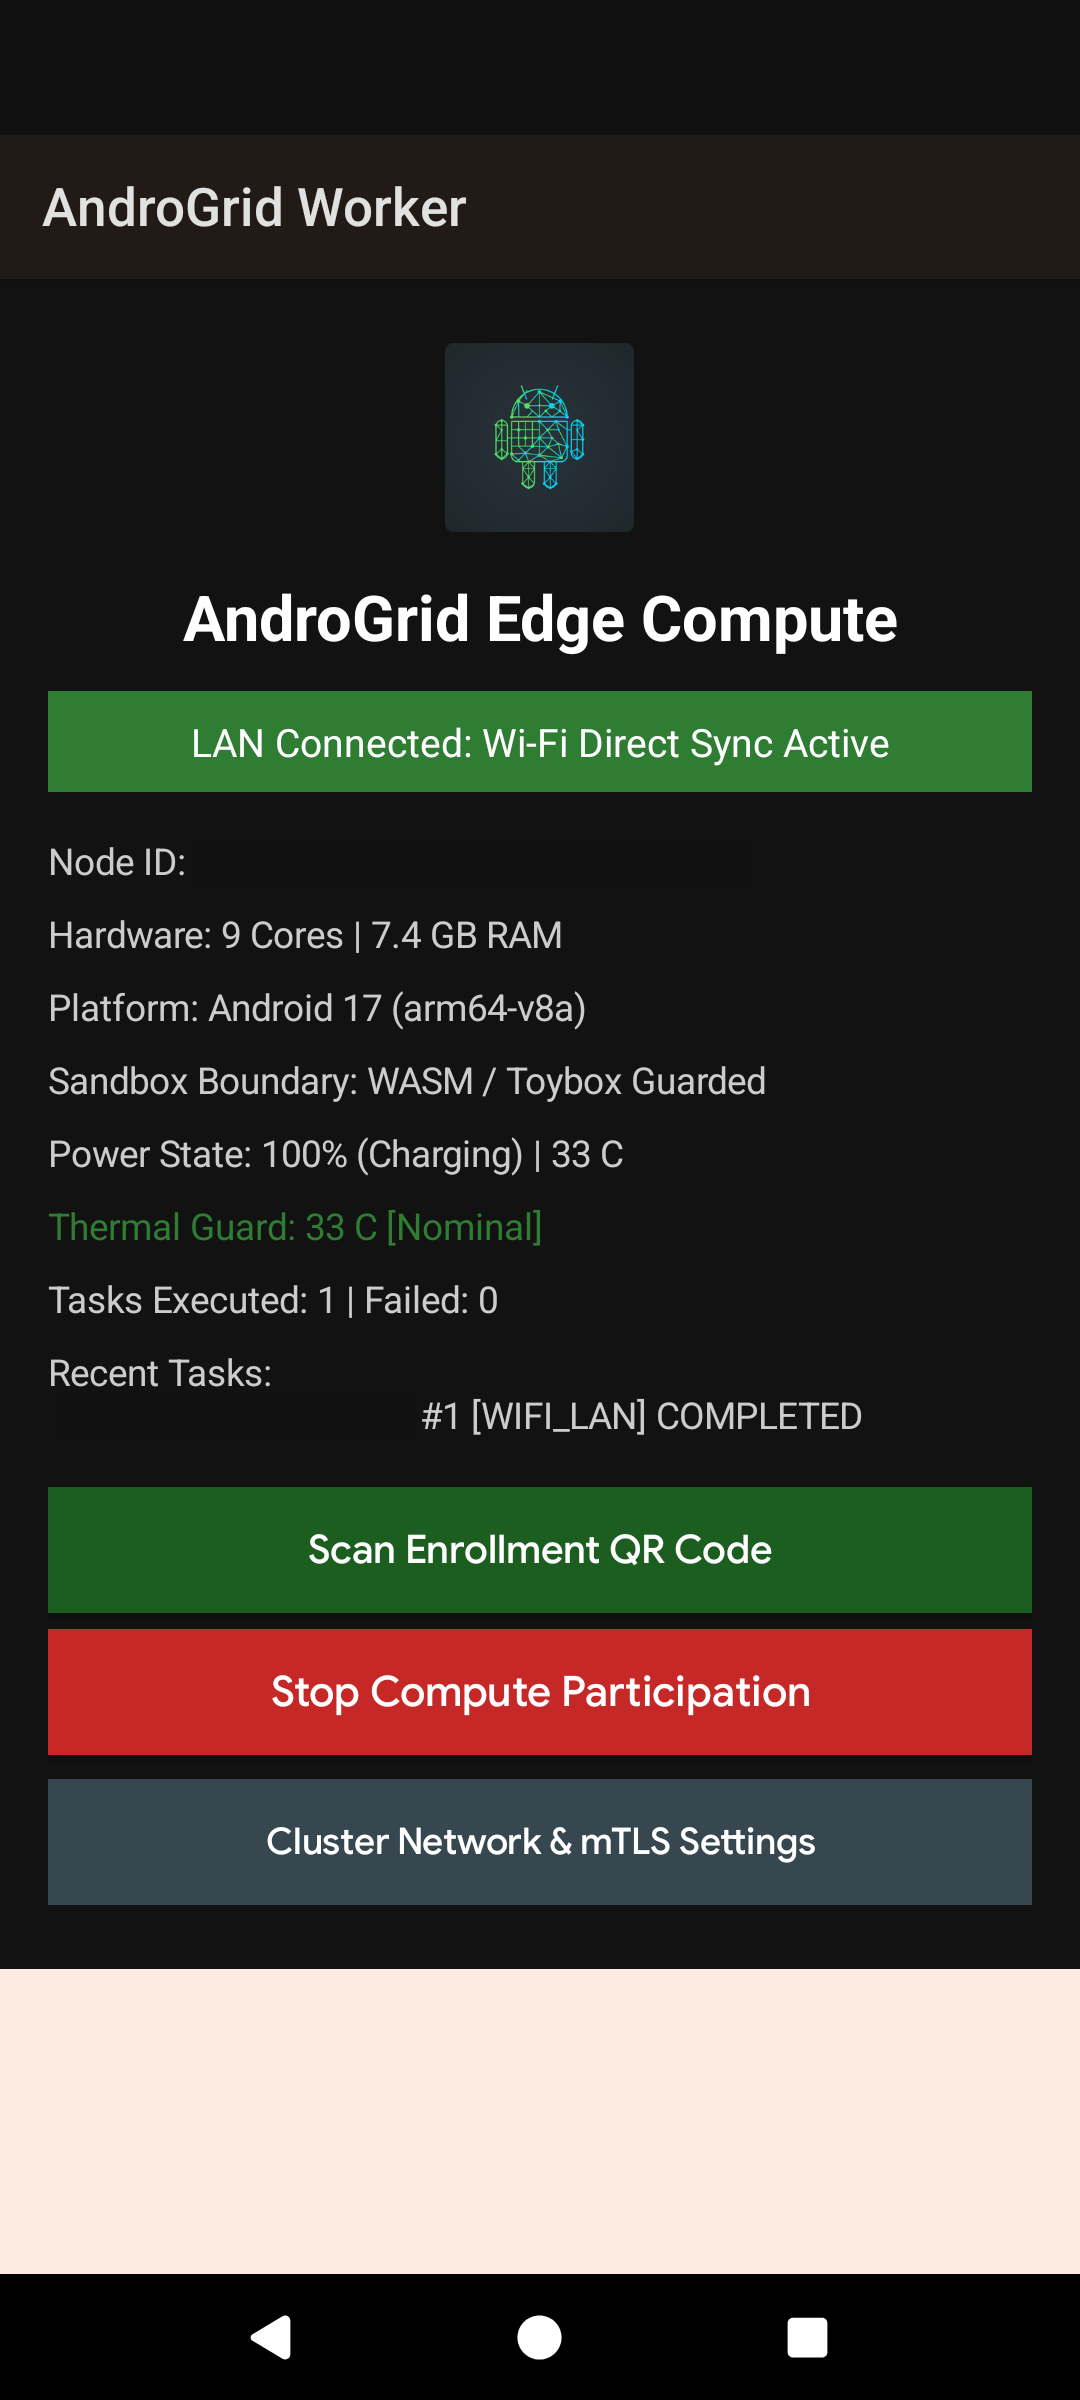 AndroGrid Worker
AndroGrid Edge Compute
LAN Connected: Wi-Fi Direct Sync Active
Node ID:
Hardware: 9 Cores | 7.4 GB RAM
Platform: Android 17 (arm64-v8a)
Sandbox Boundary: WASM / Toybox Guarded
Power State: 100% (Charging) | 33 C
Thermal Guard: 33 C [Nominal]
Tasks Executed: 1 | Failed: 0
Recent Tasks:
#1 [WIFI_LAN] COMPLETED
Scan Enrollment QR Code
Stop Compute Participation
Cluster Network & mTLS Settings